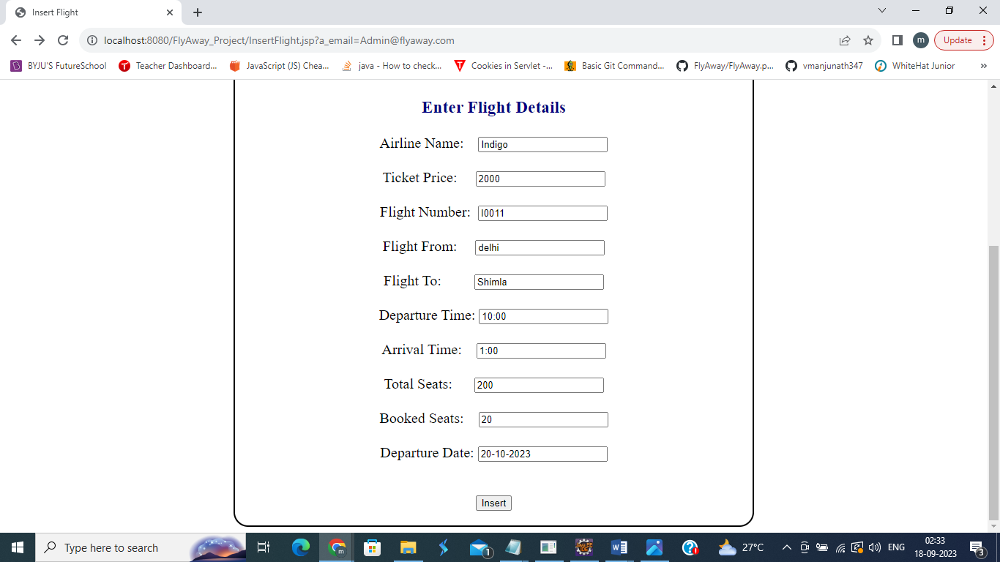 Insert Flight
localhost:8080/FlyAway_Project/InsertFlight.jsp?a_email=Admin@flyaway.com
m
Update
BYJU'S FutureSchool
Teacher Dashboard...
JavaScript (JS) Chea...
java - How to check...
Cookies in Servlet -...
Basic Git Command...
FlyAway/FlyAway.p...
vmanjunath347
WhiteHat Junior
»
Enter Flight Details
Airline Name: Indigo
Ticket Price: 2000
Flight Number: I0011
Flight From: delhi
Flight To: Shimla
Departure Time: 10:00
Arrival Time: 1:00
Total Seats: 200
Booked Seats: 20
Departure Date: 20-10-2023
Insert
Type here to search
m
1
27°C
ENG
02:33
18-09-2023
3